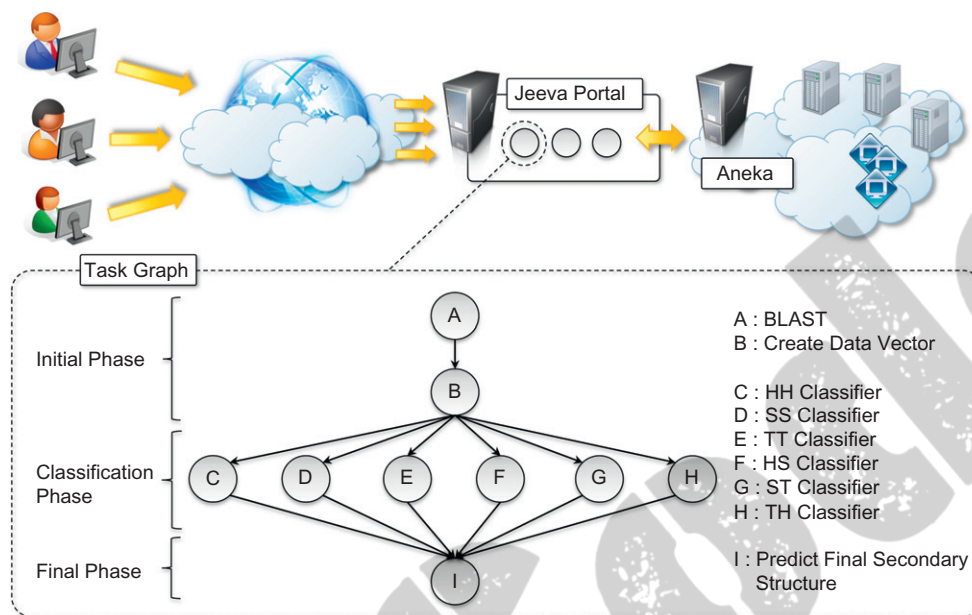 Jeeva Portal
Aneka
Task Graph
Initial Phase
Classification
Phase
Final Phase
A
B
C
D
E
F
G
H
I
A : BLAST
B : Create Data Vector
C : HH Classifier
D : SS Classifier
E : TT Classifier
F : HS Classifier
G : ST Classifier
H : TH Classifier
I : Predict Final Secondary
Structure